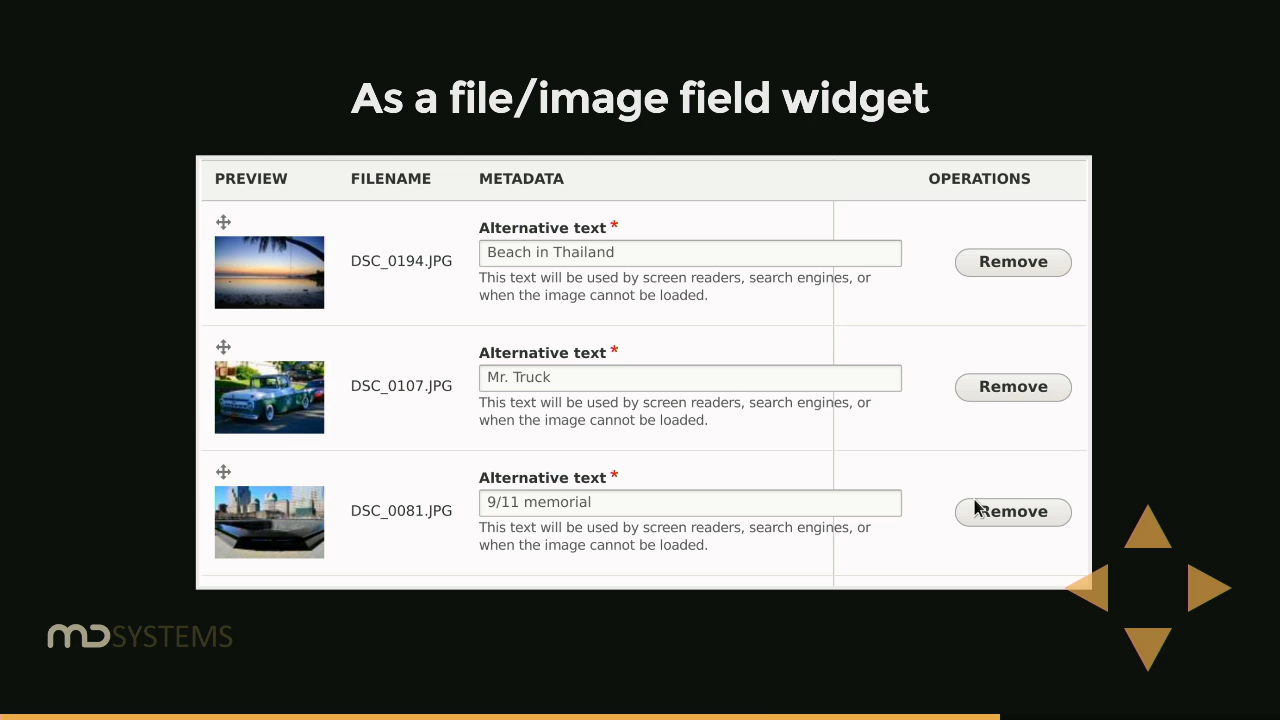 As a file/image field widget
PREVIEW FILENAME METADATA OPERATIONS
Alternative text *
Beach in Thailand
DSC_0194.JPG
Remove
This text will be used by screen readers, search engines, or
when the image cannot be loaded.
Alternative text *
Mr. Truck
DSC_0107.JPG
Remove
This text will be used by screen readers, search engines, or
when the image cannot be loaded.
Alternative text *
9/11 memorial
DSC_0081.JPG
Remove
This text will be used by screen readers, search engines, or
when the image cannot be loaded.
MD SYSTEMS